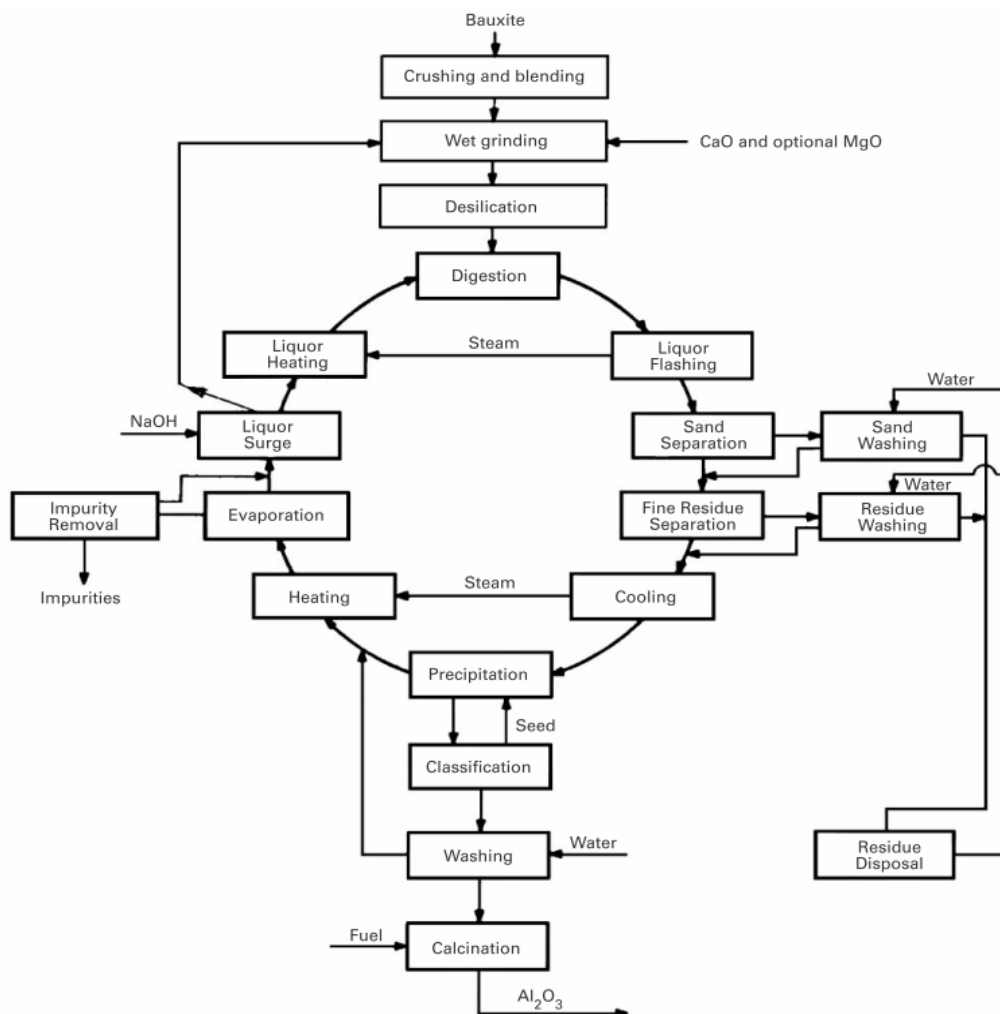 Bauxite
Crushing and blending
Wet grinding
CaO and optional MgO
Desilication
Digestion
Liquor
Heating
Steam
Liquor
Flashing
Water
NaOH
Liquor
Surge
Sand
Separation
Sand
Washing
Water
Impurity
Removal
Evaporation
Fine Residue
Separation
Residue
Washing
Impurities
Heating
Steam
Cooling
Precipitation
Seed
Classification
Washing
Water
Residue
Disposal
Fuel
Calcination
Al₂O₃